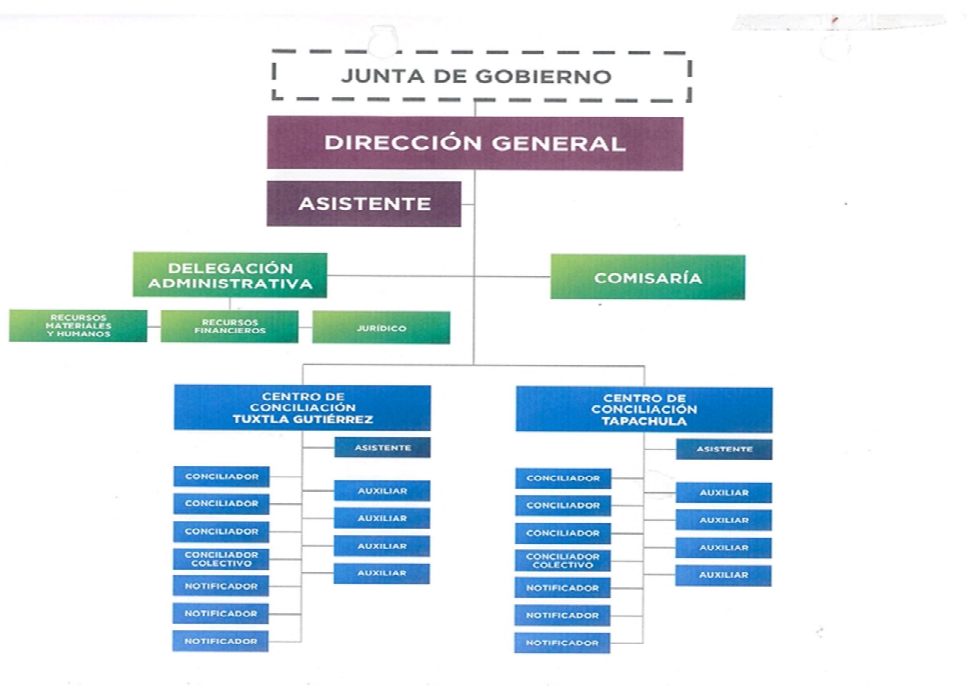 JUNTA DE GOBIERNO
DIRECCIÓN GENERAL
ASISTENTE
DELEGACIÓN
ADMINISTRATIVA
COMISARÍA
RECURSOS
MATERIALES
Y HUMANOS
RECURSOS
FINANCIEROS
JURÍDICO
CENTRO DE
CONCILIACIÓN
TUXTLA GUTIÉRREZ
ASISTENTE
CONCILIADOR
AUXILIAR
CONCILIADOR
AUXILIAR
CONCILIADOR
AUXILIAR
CONCILIADOR
COLECTIVO
AUXILIAR
NOTIFICADOR
NOTIFICADOR
NOTIFICADOR
CENTRO DE
CONCILIACIÓN
TAPACHULA
ASISTENTE
CONCILIADOR
AUXILIAR
CONCILIADOR
AUXILIAR
CONCILIADOR
AUXILIAR
CONCILIADOR
COLECTIVO
AUXILIAR
NOTIFICADOR
NOTIFICADOR
NOTIFICADOR